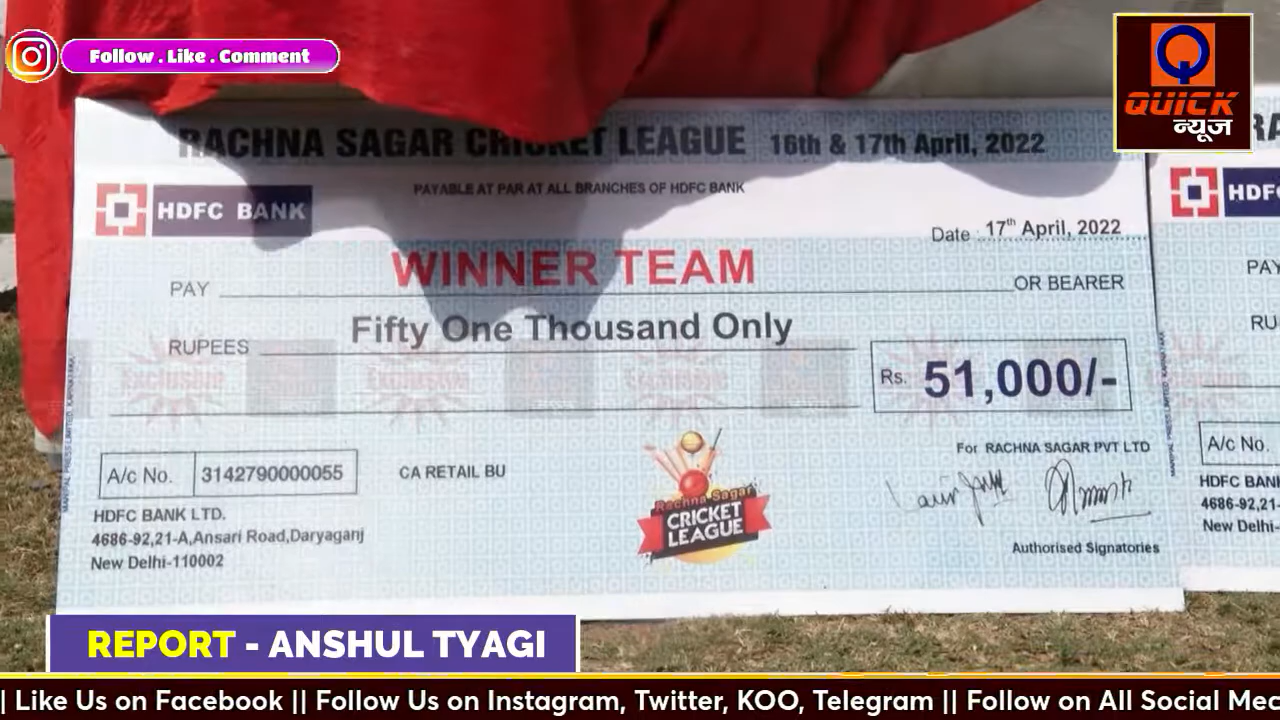 Follow . Like . Comment
QUICK
न्यूज
RACHNA SAGAR CRICKET LEAGUE 16th & 17th April, 2022
PAYABLE AT PAR AT ALL BRANCHES OF HDFC BANK
HDFC BANK
Date 17th April, 2022
PAY WINNER TEAM OR BEARER
RUPEES Fifty One Thousand Only
Rs. 51,000/-
A/c No. 3142790000055 CA RETAIL BU
For RACHNA SAGAR PVT LTD
HDFC BANK LTD.
4686-92,21-A,Ansari Road,Daryaganj
New Delhi-110002
Rachna Sagar
CRICKET
LEAGUE
Authorised Signatories
HDFC
PAY
A/c No.
HDFC BANK
4686-92,21-
New Delhi-
REPORT - ANSHUL TYAGI
|| Like Us on Facebook || Follow Us on Instagram, Twitter, KOO, Telegram || Follow on All Social Med